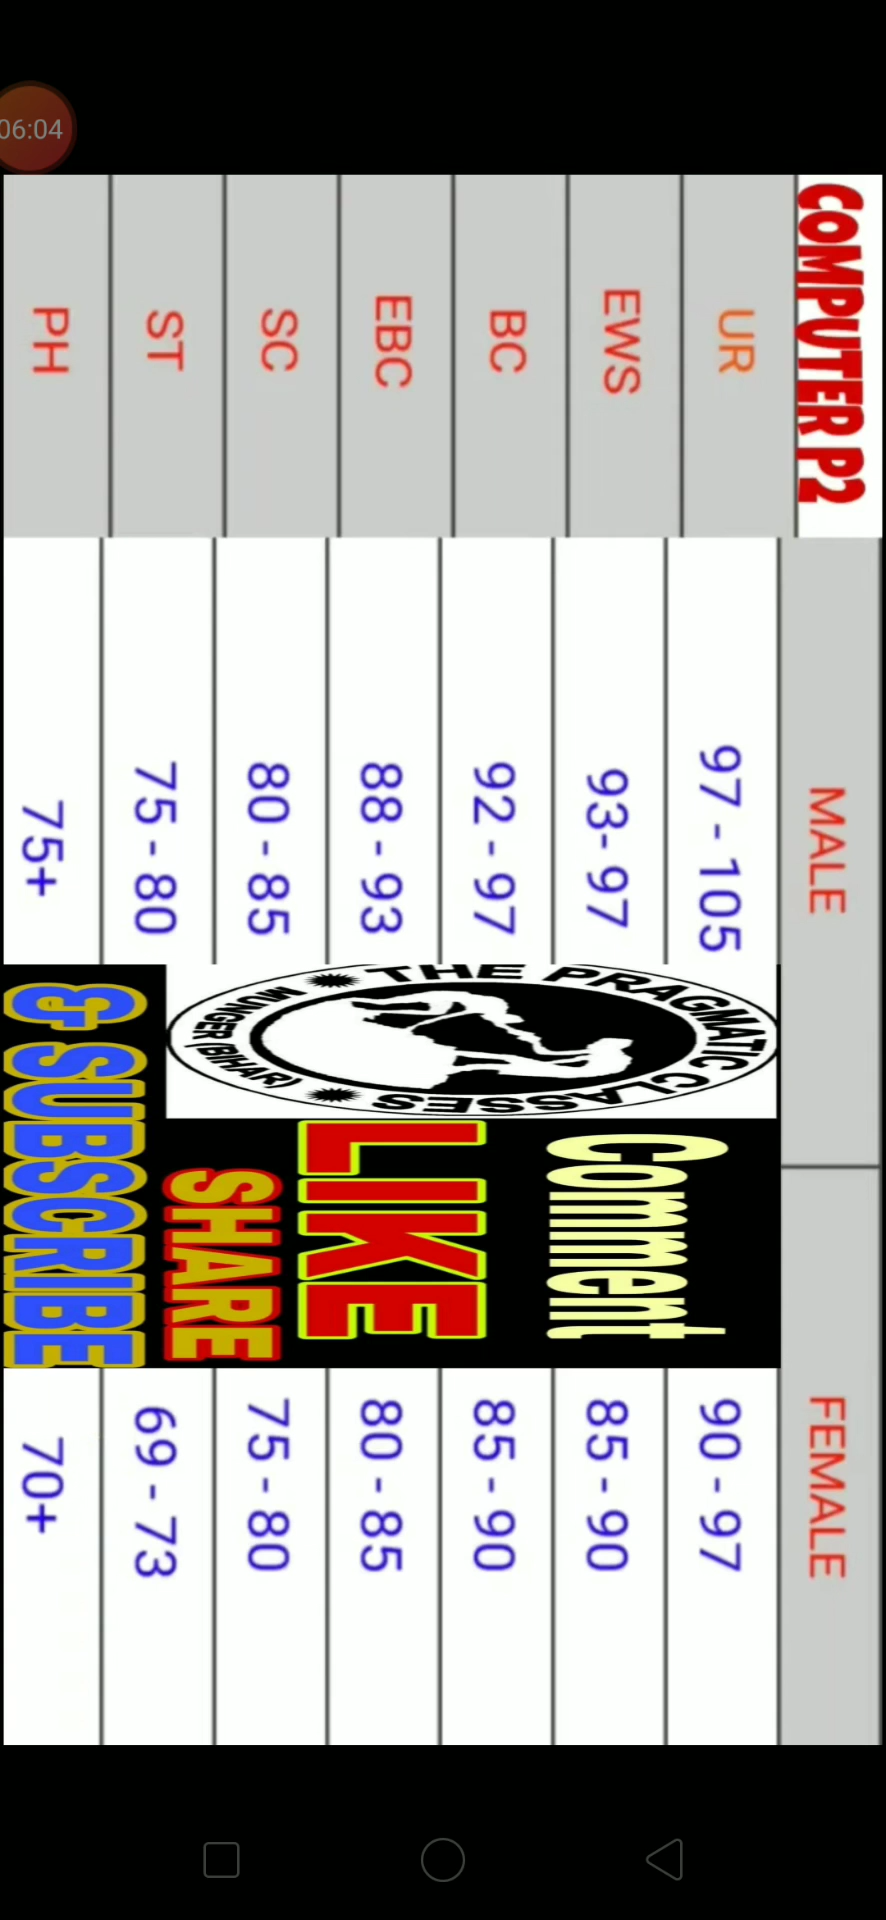 06:04
COMPUTER P2 MALE FEMALE
UR 97 - 105 90 - 97
EWS 93- 97 85 - 90
BC 92 - 97 85 - 90
EBC 88 - 93 80 - 85
SC 80 - 85 75 - 80
ST 75 - 80 69 - 73
PH 75+ 70+
THE PRAGMATIC CLASSES
MUNGER (BIHAR)
Comment
LIKE
SHARE
& SUBSCRIBE